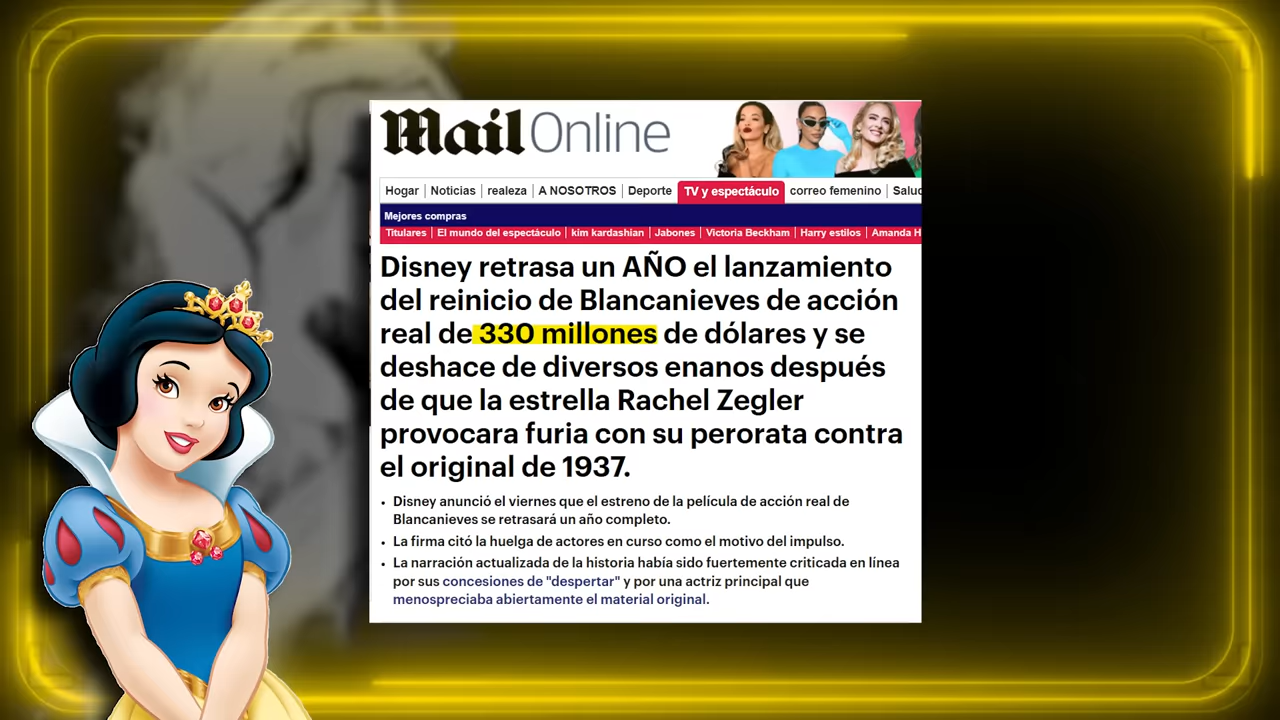 Mail Online
Hogar | Noticias | realeza | A NOSOTROS | Deporte | TV y espectáculo | correo femenino | Salud
Mejores compras
Titulares | El mundo del espectáculo | kim kardashian | Jabones | Victoria Beckham | Harry estilos | Amanda H
Disney retrasa un AÑO el lanzamiento
del reinicio de Blancanieves de acción
real de 330 millones de dólares y se
deshace de diversos enanos después
de que la estrella Rachel Zegler
provocara furia con su perorata contra
el original de 1937.
• Disney anunció el viernes que el estreno de la película de acción real de
Blancanieves se retrasará un año completo.
• La firma citó la huelga de actores en curso como el motivo del impulso.
• La narración actualizada de la historia había sido fuertemente criticada en línea
por sus concesiones de "despertar" y por una actriz principal que
menospreciaba abiertamente el material original.